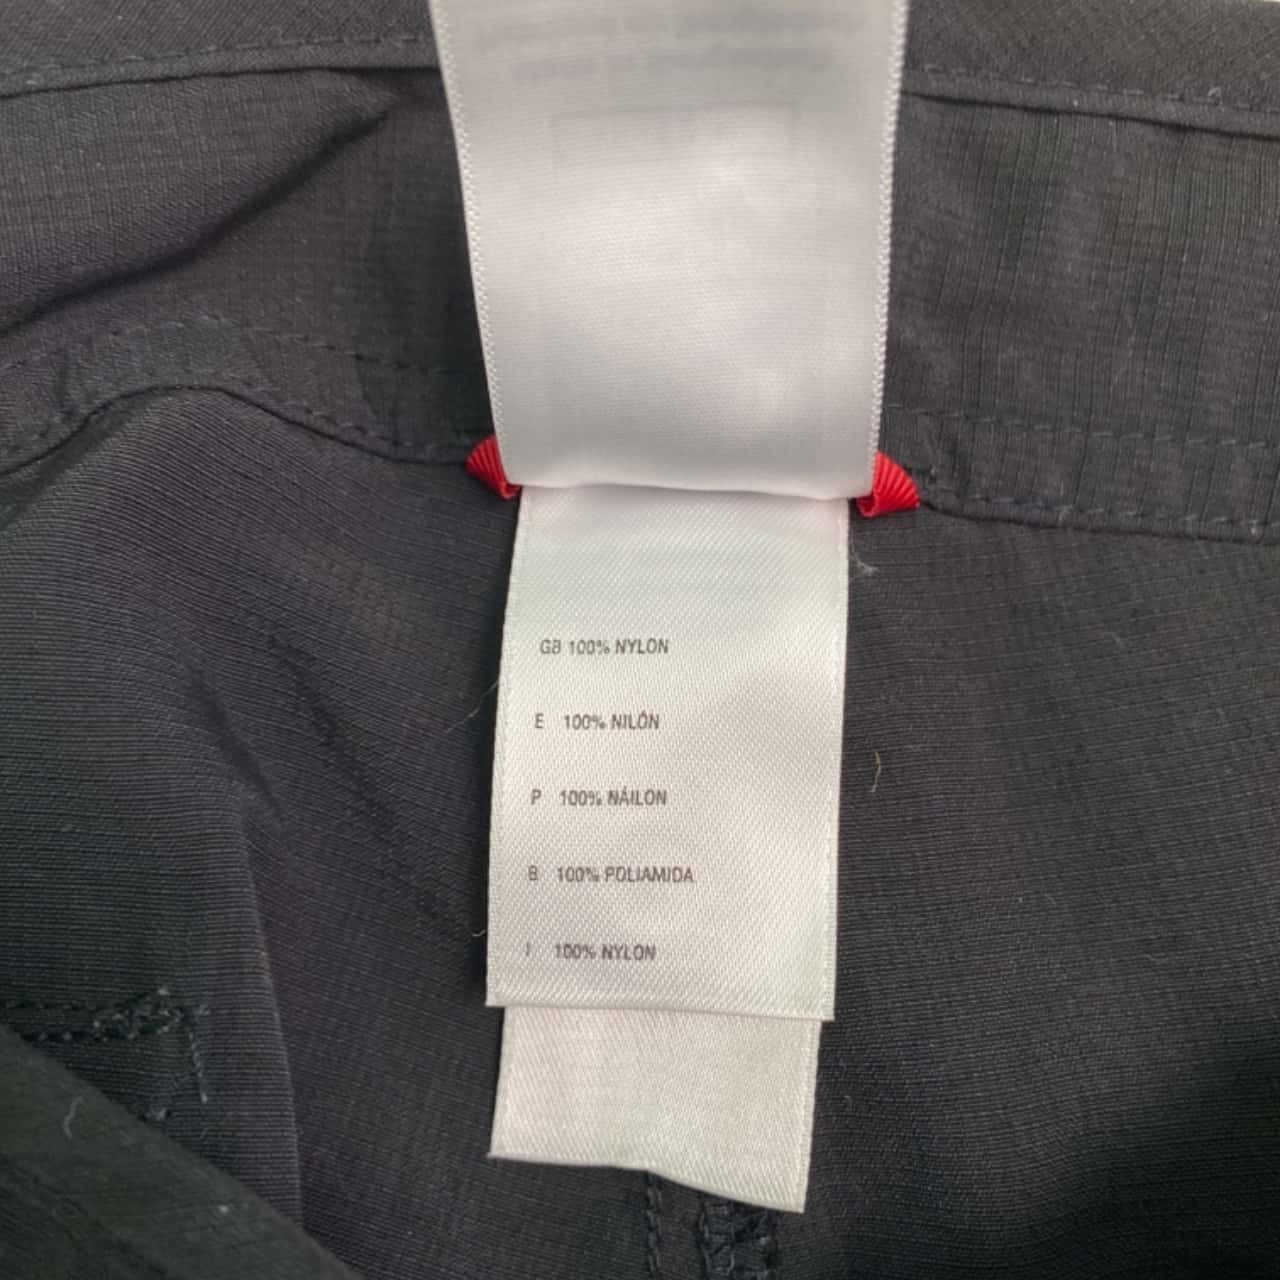 GB 100% NYLON
E 100% NILÓN
P 100% NÁILON
B 100% POLIAMIDA
I 100% NYLON